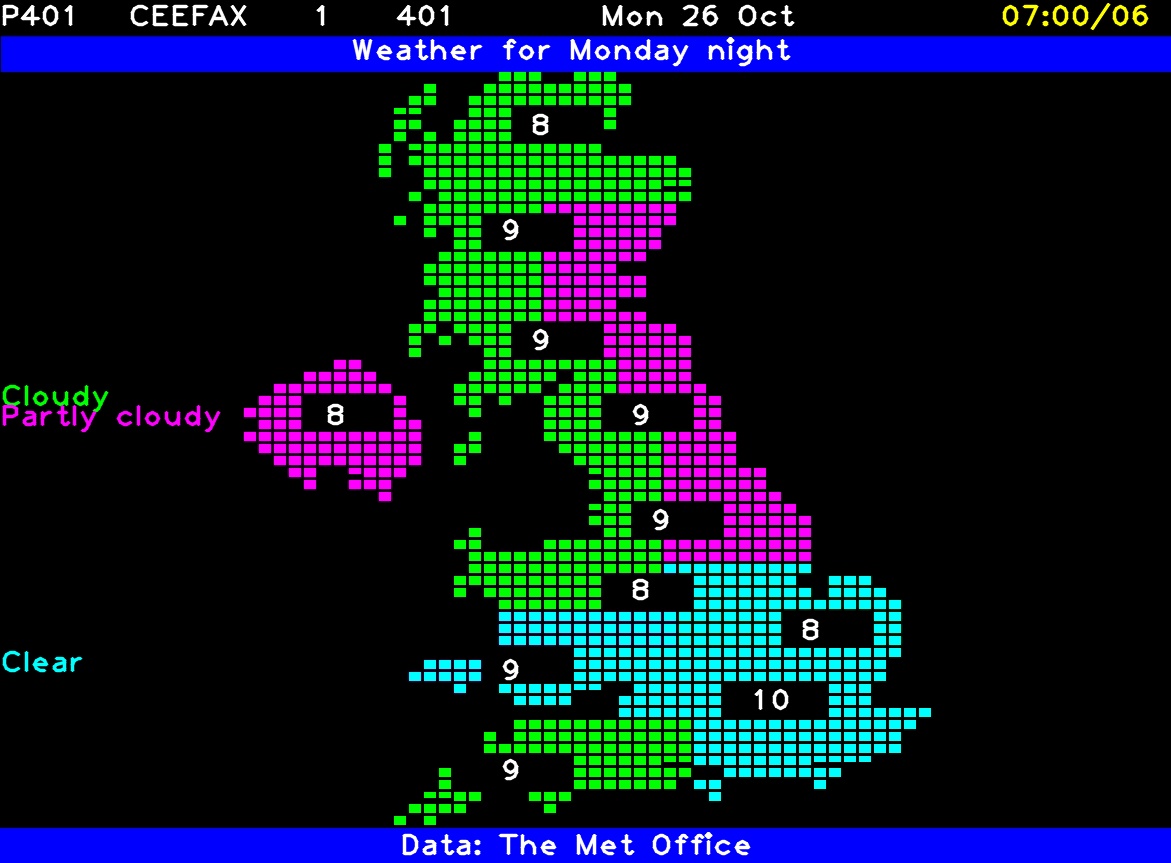 P401 CEEFAX 1 401 Mon 26 Oct 07:00/06
Weather for Monday night
8
9
9
Cloudy
Partly cloudy 8 9
9
8
8
Clear 9
10
9
Data: The Met Office